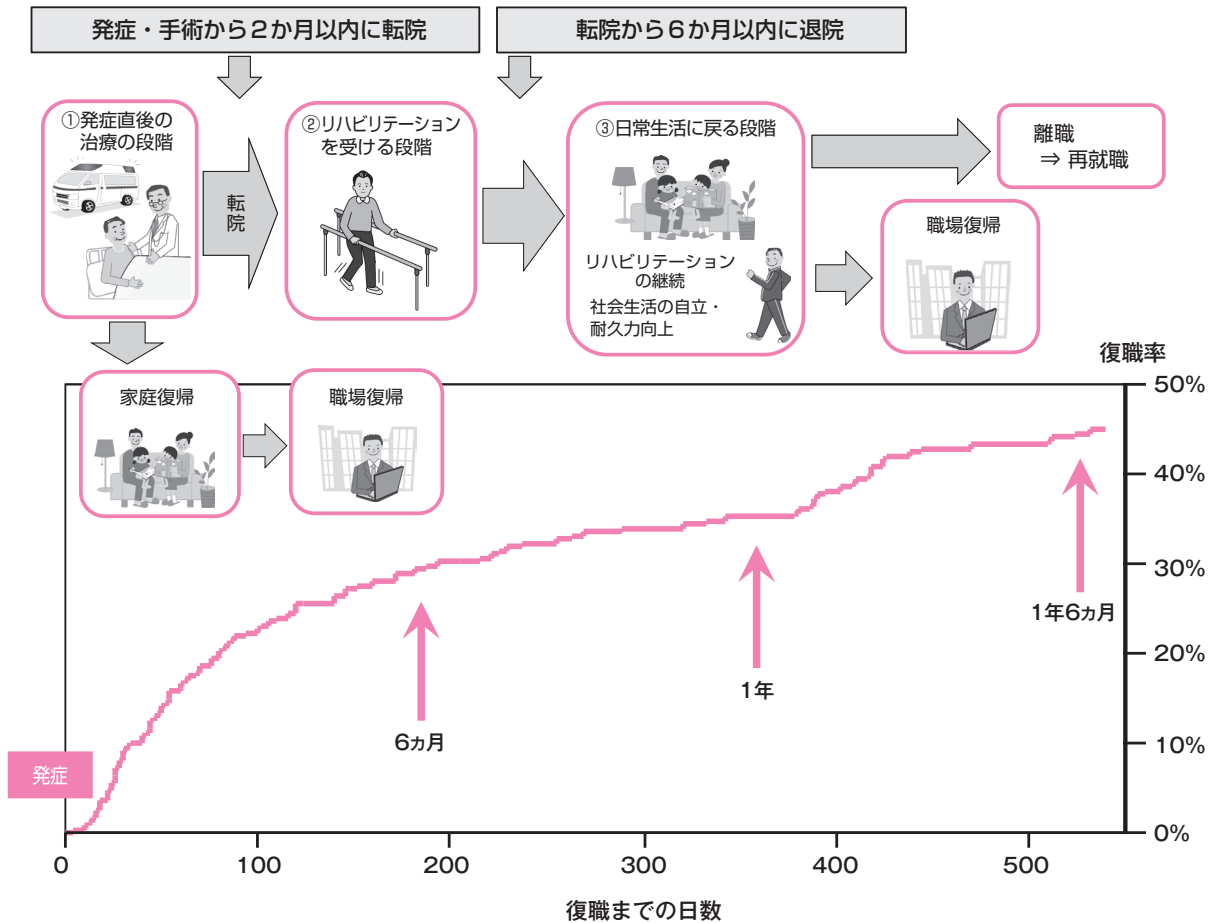 発症・手術から2か月以内に転院
転院から6か月以内に退院
①発症直後の
治療の段階
転院
②リハビリテーション
を受ける段階
③日常生活に戻る段階
リハビリテーション
の継続
社会生活の自立・
耐久力向上
離職
⇒ 再就職
職場復帰
家庭復帰
職場復帰
復職率
50%
40%
30%
20%
10%
0%
6ヵ月
1年
1年6ヵ月
発症
0
100
200
300
400
500
復職までの日数